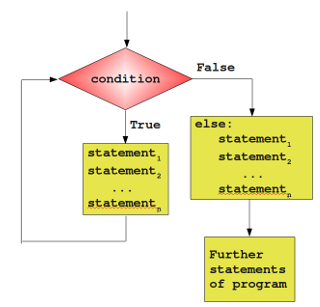 condition
False
True
statement₁
statement₂
...
statementₙ
else:
statement₁
statement₂
...
statementₙ
Further
statements
of program